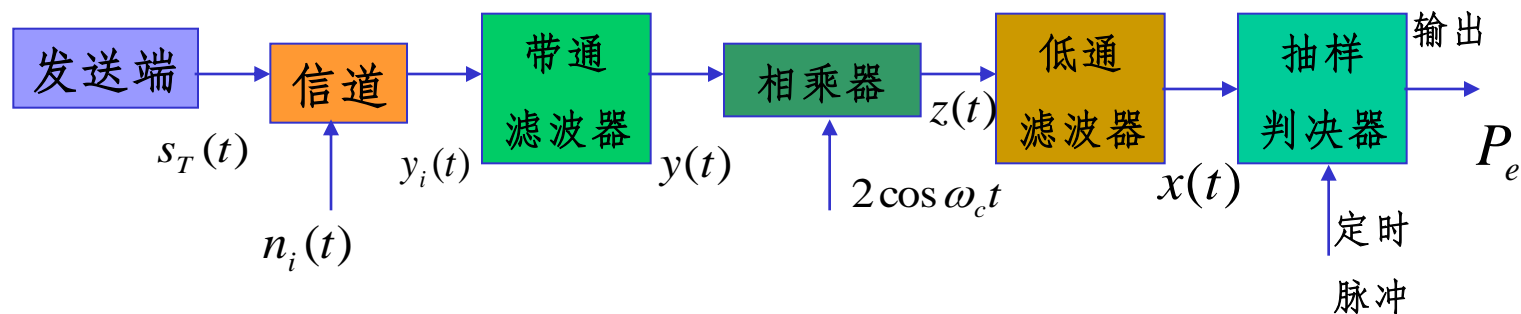 发送端
信道
带通
滤波器
相乘器
低通
滤波器
抽样
判决器
输出
s_T(t)
y_i(t)
y(t)
z(t)
x(t)
P_e
n_i(t)
2cos ω_c t
定时
脉冲